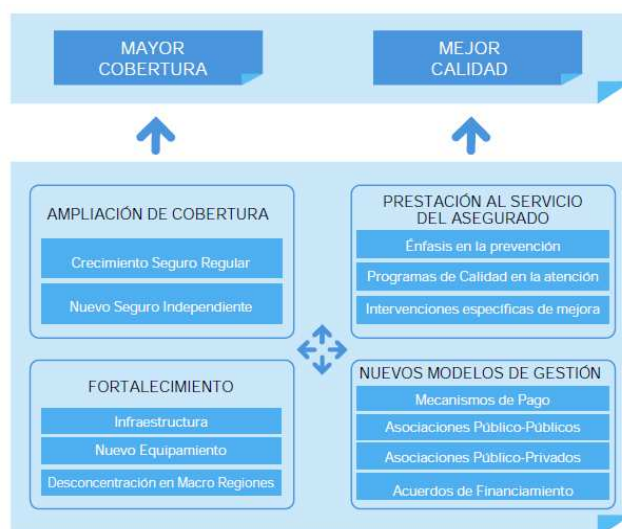 MAYOR
COBERTURA
MEJOR
CALIDAD
AMPLIACIÓN DE COBERTURA
Crecimiento Seguro Regular
Nuevo Seguro Independiente
PRESTACIÓN AL SERVICIO
DEL ASEGURADO
Énfasis en la prevención
Programas de Calidad en la atención
Intervenciones específicas de mejora
FORTALECIMIENTO
Infraestructura
Nuevo Equipamiento
Desconcentración en Macro Regiones
NUEVOS MODELOS DE GESTIÓN
Mecanismos de Pago
Asociaciones Público-Públicos
Asociaciones Público-Privados
Acuerdos de Financiamiento